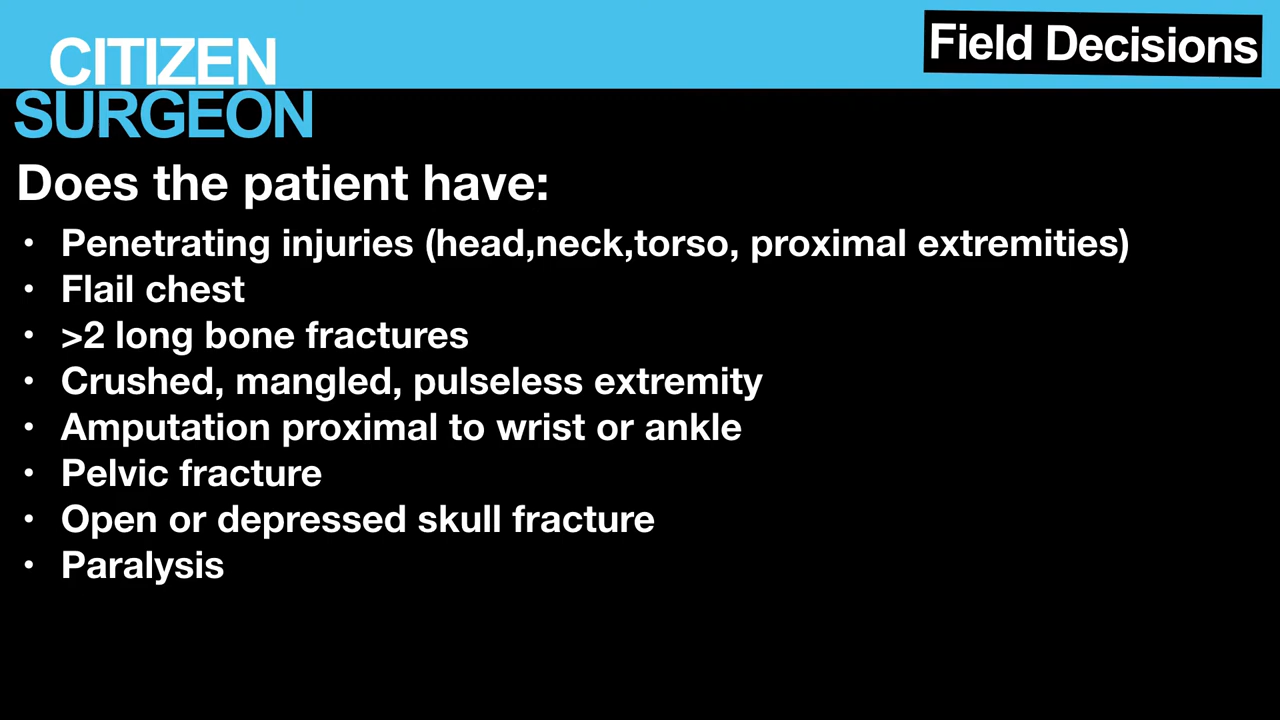 CITIZEN
SURGEON
Field Decisions
Does the patient have:
• Penetrating injuries (head,neck,torso, proximal extremities)
• Flail chest
• >2 long bone fractures
• Crushed, mangled, pulseless extremity
• Amputation proximal to wrist or ankle
• Pelvic fracture
• Open or depressed skull fracture
• Paralysis